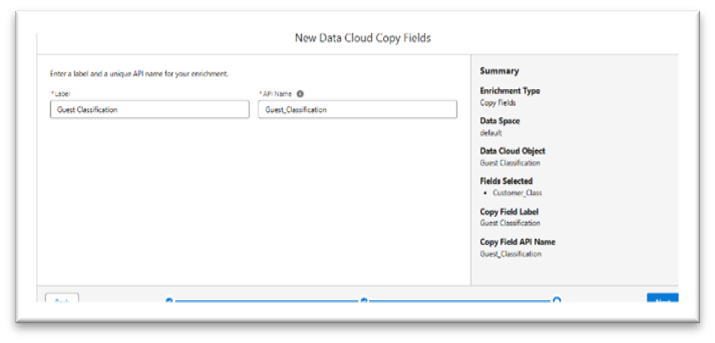 New Data Cloud Copy Fields
Enter a label and a unique API name for your enrichment.
*Label
Guest Classification
*API Name
Guest_Classification
Summary
Enrichment Type
Copy Fields
Data Space
default
Data Cloud Object
Guest Classification
Fields Selected
• Customer_Class
Copy Field Label
Guest Classification
Copy Field API Name
Guest_Classification